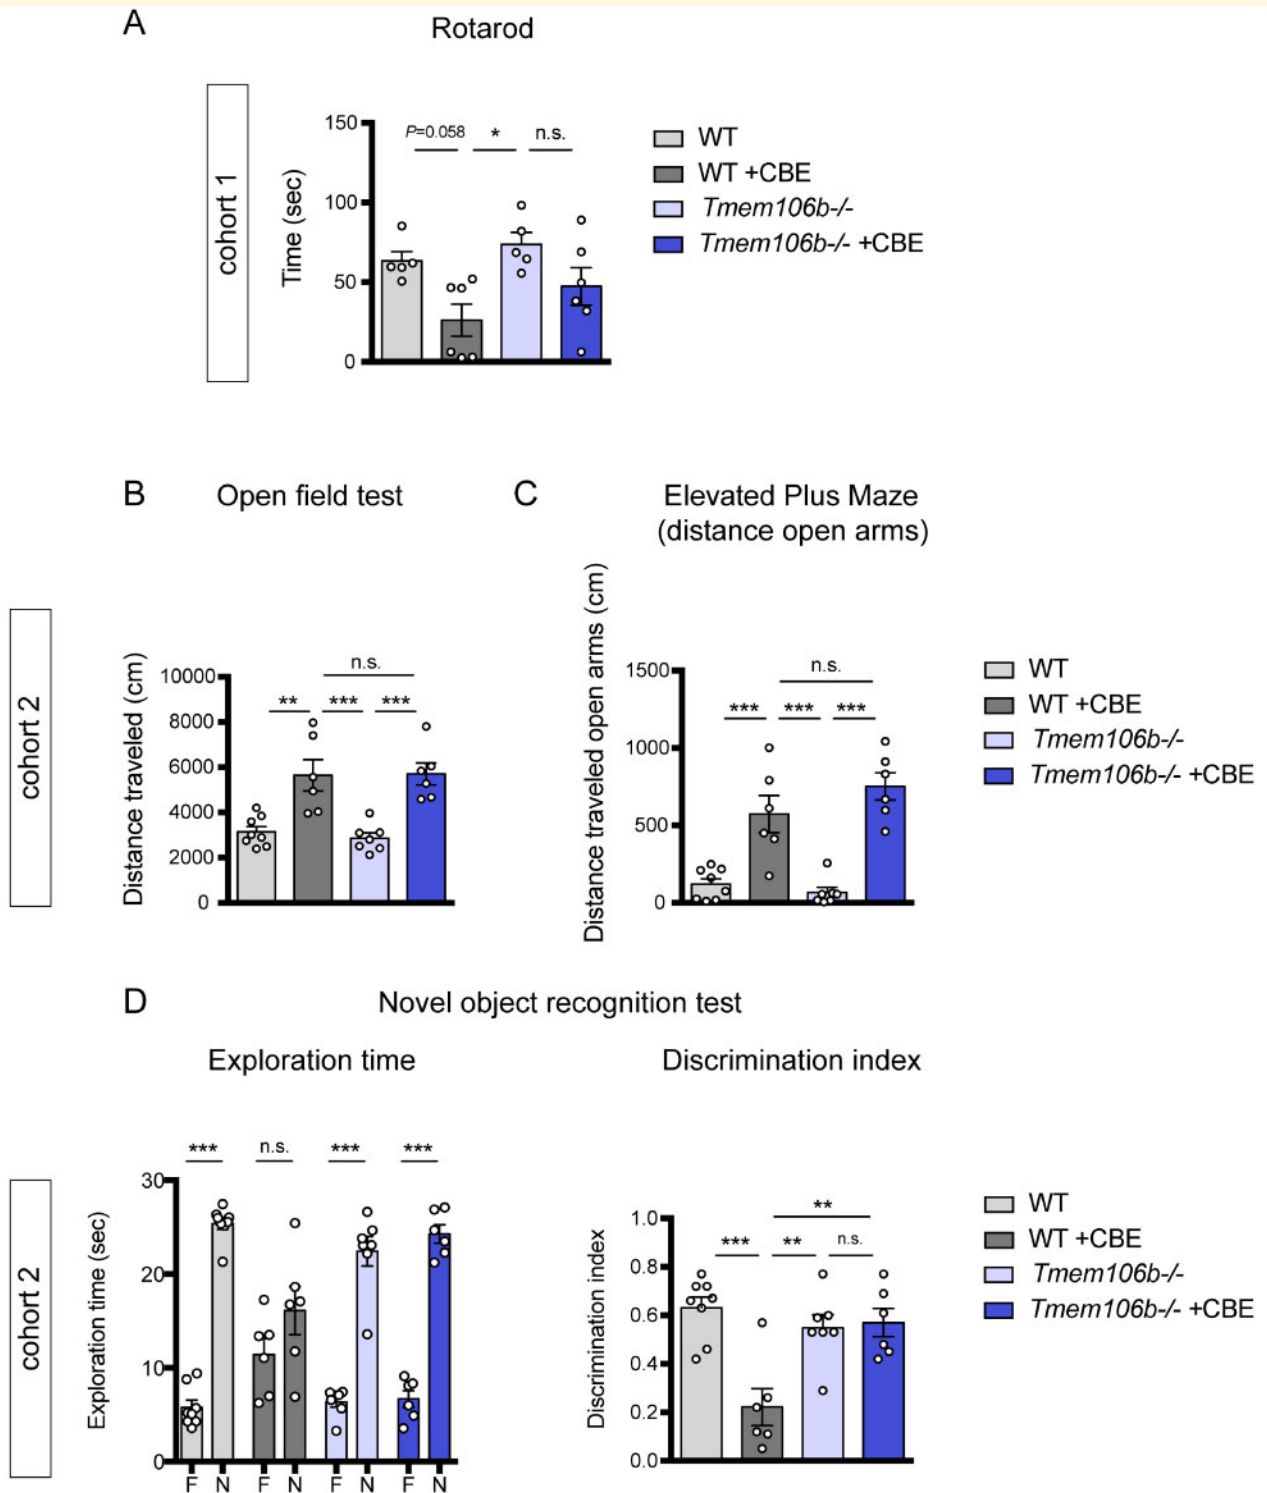 A
Rotarod
cohort 1
Time (sec)
150
100
50
0
P=0.058
*
n.s.
WT
WT +CBE
Tmem106b-/-
Tmem106b-/- +CBE
B
Open field test
C
Elevated Plus Maze
(distance open arms)
cohort 2
Distance traveled (cm)
10000
8000
6000
4000
2000
0
n.s.
** *** ***
Distance traveled open arms (cm)
1500
1000
500
0
n.s.
*** *** ***
WT
WT +CBE
Tmem106b-/-
Tmem106b-/- +CBE
D
Novel object recognition test
Exploration time
Discrimination index
cohort 2
Exploration time (sec)
30
20
10
0
*** n.s. *** ***
F N F N F N F N
Discrimination index
1.0
0.8
0.6
0.4
0.2
0.0
**
*** ** n.s.
WT
WT +CBE
Tmem106b-/-
Tmem106b-/- +CBE